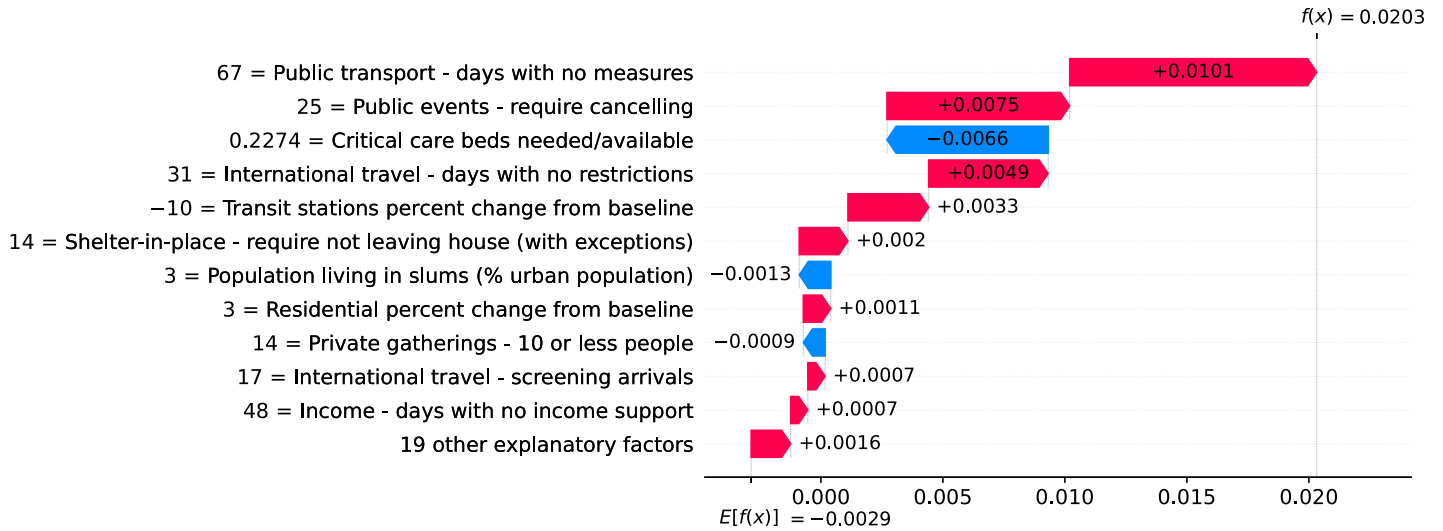 f(x) = 0.0203
67 = Public transport - days with no measures +0.0101
25 = Public events - require cancelling +0.0075
0.2274 = Critical care beds needed/available −0.0066
31 = International travel - days with no restrictions +0.0049
−10 = Transit stations percent change from baseline +0.0033
14 = Shelter-in-place - require not leaving house (with exceptions) +0.002
3 = Population living in slums (% urban population) −0.0013
3 = Residential percent change from baseline +0.0011
14 = Private gatherings - 10 or less people −0.0009
17 = International travel - screening arrivals +0.0007
48 = Income - days with no income support +0.0007
19 other explanatory factors +0.0016
0.000 0.005 0.010 0.015 0.020
E[f(x)] = −0.0029